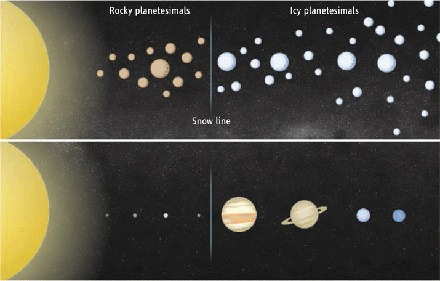 Rocky planetesimals
Icy planetesimals
Snow line